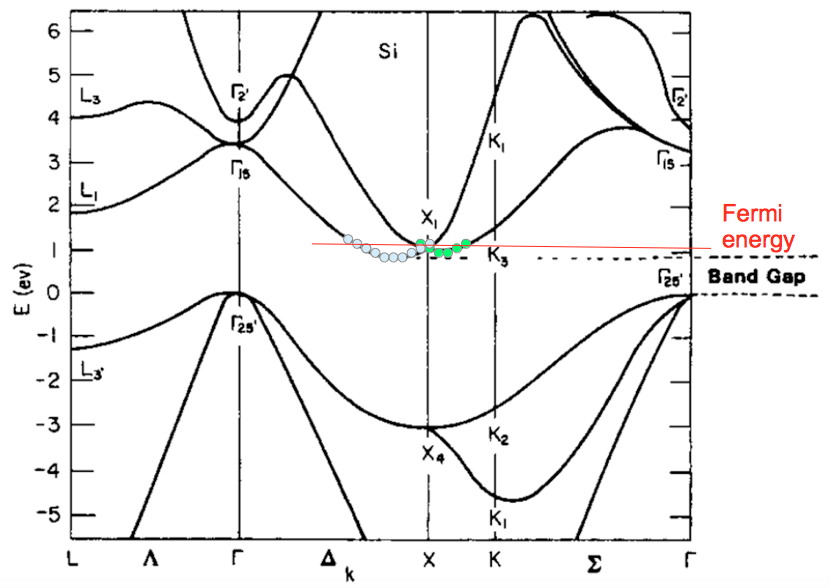 Si
6
5
4
3
2
1
0
-1
-2
-3
-4
-5
E (ev)
L₃
L₁
L₃'
Γ₂'
Γ₁₅
Γ₂₅'
X₁
X₄
K₁
K₃
K₂
K₁
Γ₂'
Γ₁₅
Γ₂₅'
Fermi
energy
Band Gap
L Λ Γ Δ k X K Σ Γ